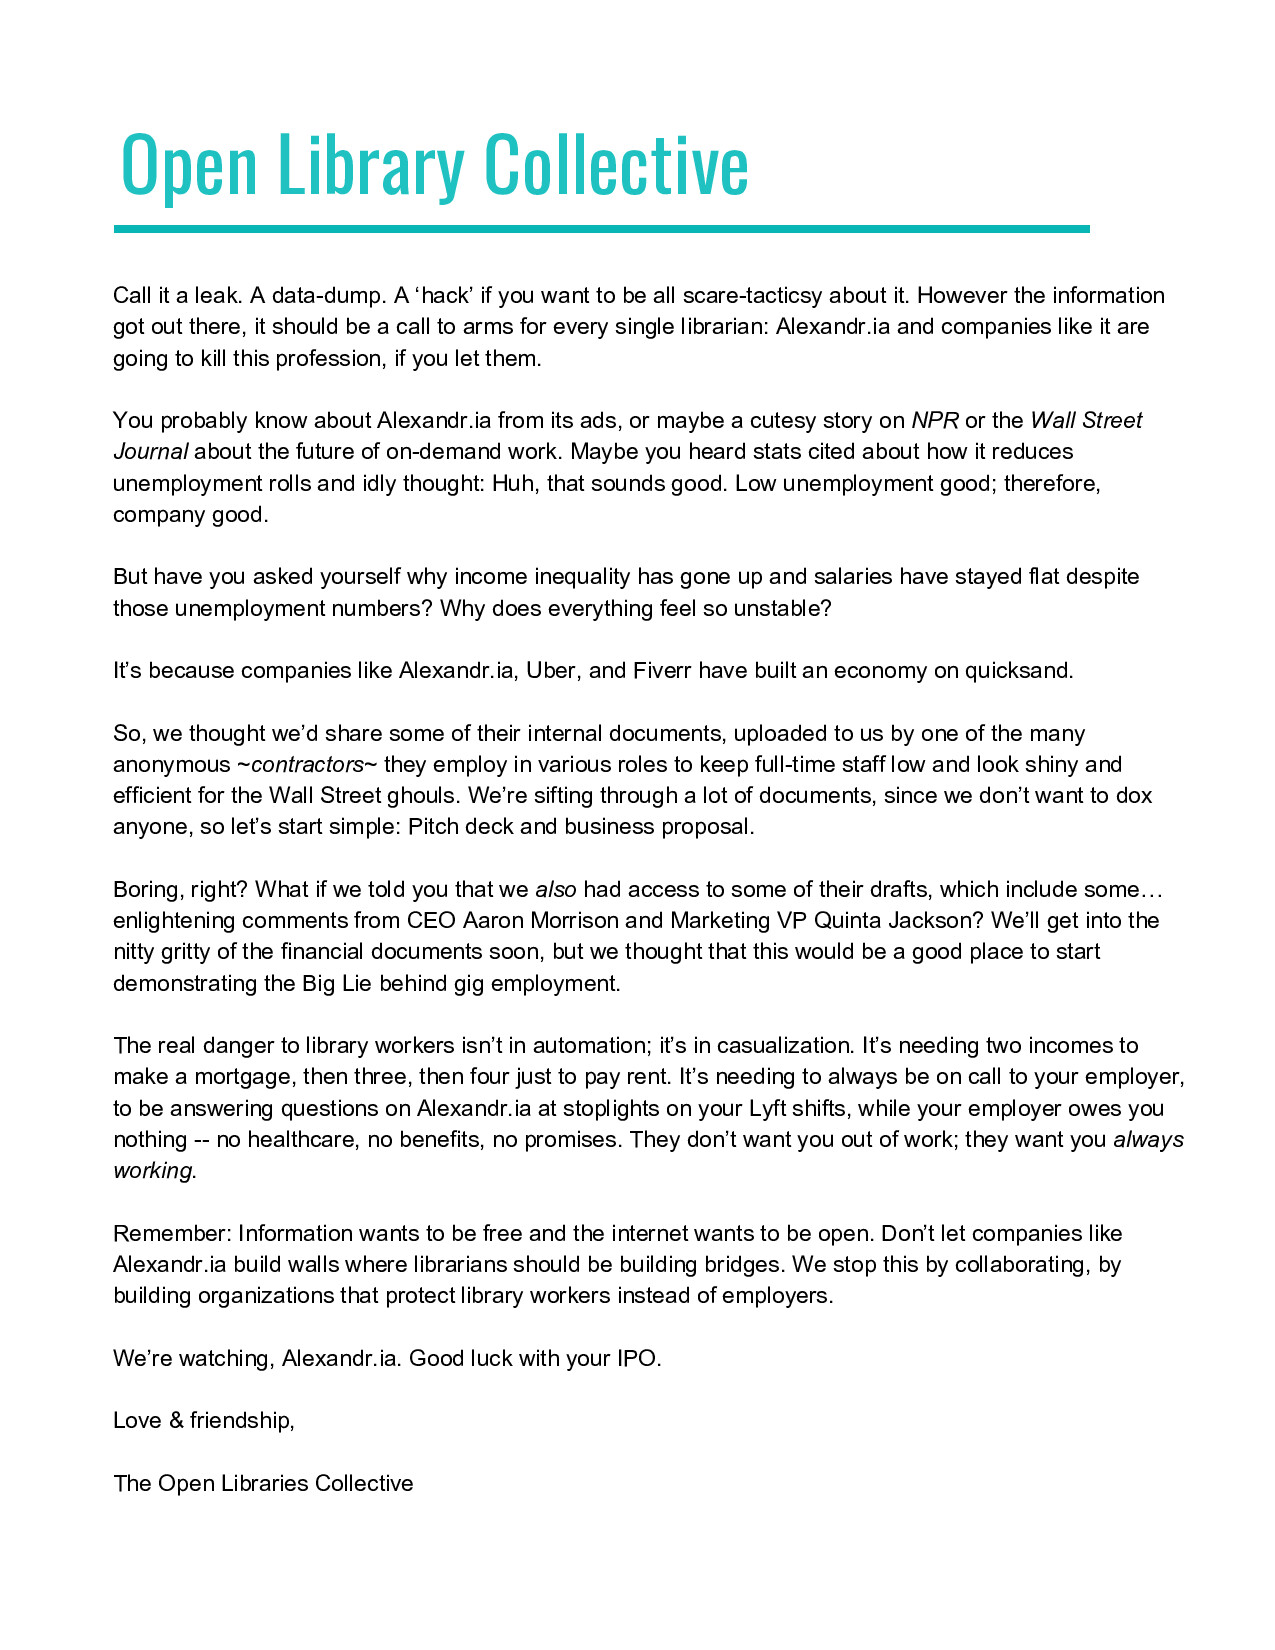 Open Library Collective
Call it a leak. A data-dump. A ‘hack’ if you want to be all scare-tacticsy about it. However the information
got out there, it should be a call to arms for every single librarian: Alexandr.ia and companies like it are
going to kill this profession, if you let them.
You probably know about Alexandr.ia from its ads, or maybe a cutesy story on NPR or the Wall Street
Journal about the future of on-demand work. Maybe you heard stats cited about how it reduces
unemployment rolls and idly thought: Huh, that sounds good. Low unemployment good; therefore,
company good.
But have you asked yourself why income inequality has gone up and salaries have stayed flat despite
those unemployment numbers? Why does everything feel so unstable?
It’s because companies like Alexandr.ia, Uber, and Fiverr have built an economy on quicksand.
So, we thought we’d share some of their internal documents, uploaded to us by one of the many
anonymous ~contractors~ they employ in various roles to keep full-time staff low and look shiny and
efficient for the Wall Street ghouls. We’re sifting through a lot of documents, since we don’t want to dox
anyone, so let’s start simple: Pitch deck and business proposal.
Boring, right? What if we told you that we also had access to some of their drafts, which include some…
enlightening comments from CEO Aaron Morrison and Marketing VP Quinta Jackson? We’ll get into the
nitty gritty of the financial documents soon, but we thought that this would be a good place to start
demonstrating the Big Lie behind gig employment.
The real danger to library workers isn’t in automation; it’s in casualization. It’s needing two incomes to
make a mortgage, then three, then four just to pay rent. It’s needing to always be on call to your employer,
to be answering questions on Alexandr.ia at stoplights on your Lyft shifts, while your employer owes you
nothing -- no healthcare, no benefits, no promises. They don’t want you out of work; they want you always
working.
Remember: Information wants to be free and the internet wants to be open. Don’t let companies like
Alexandr.ia build walls where librarians should be building bridges. We stop this by collaborating, by
building organizations that protect library workers instead of employers.
We’re watching, Alexandr.ia. Good luck with your IPO.
Love & friendship,
The Open Libraries Collective